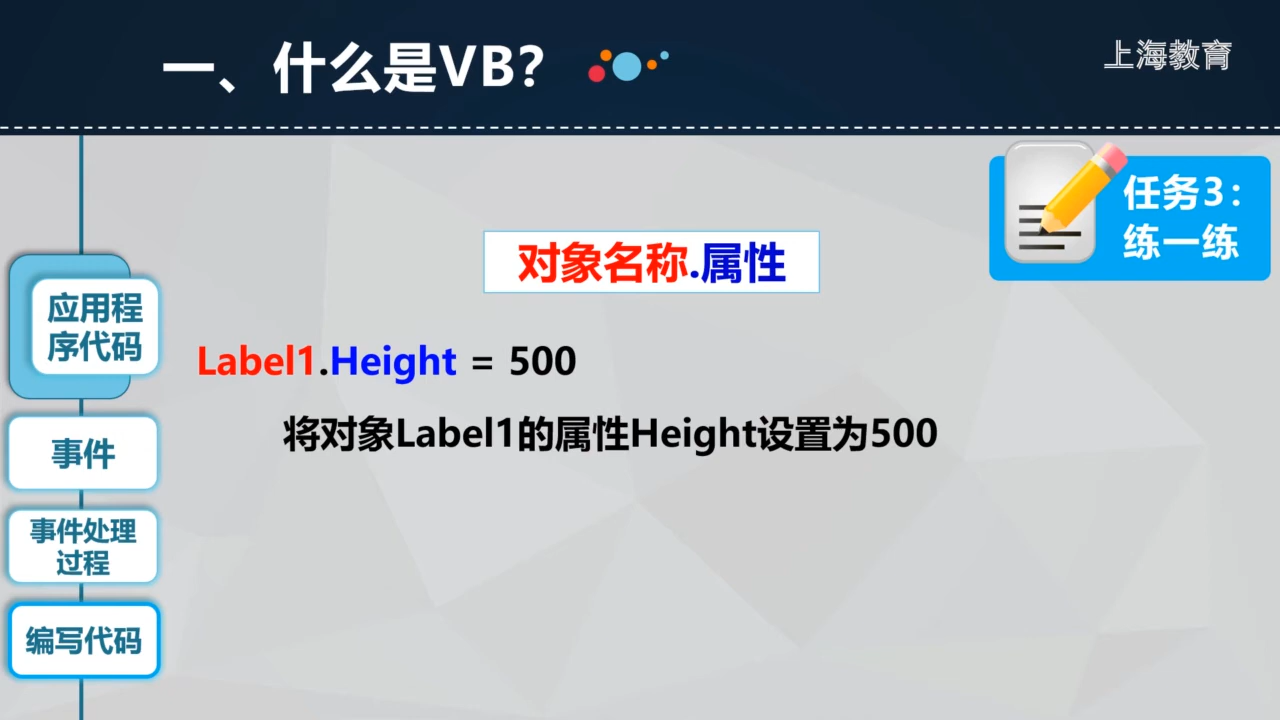 一、什么是VB?
上海教育
任务3:
练一练
对象名称.属性
应用程
序代码
Label1.Height = 500
将对象Label1的属性Height设置为500
事件
事件处理
过程
编写代码